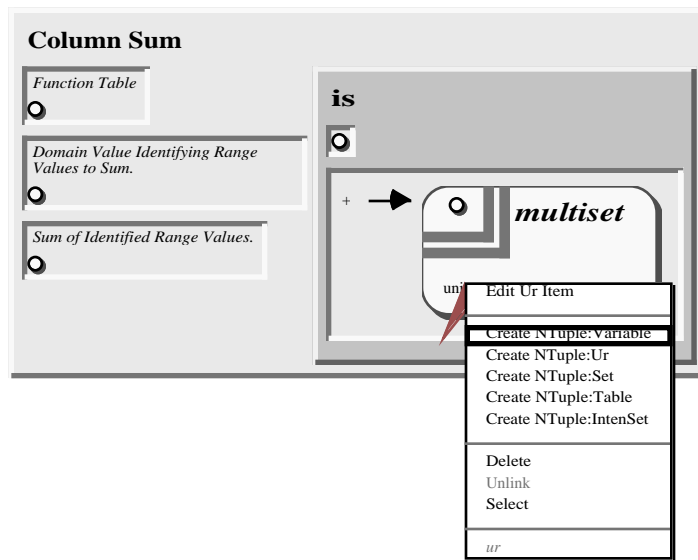 Column Sum
Function Table
Domain Value Identifying Range
Values to Sum.
Sum of Identified Range Values.
is
+
multiset
uni
Edit Ur Item
Create NTuple:Variable
Create NTuple:Ur
Create NTuple:Set
Create NTuple:Table
Create NTuple:IntenSet
Delete
Unlink
Select
ur